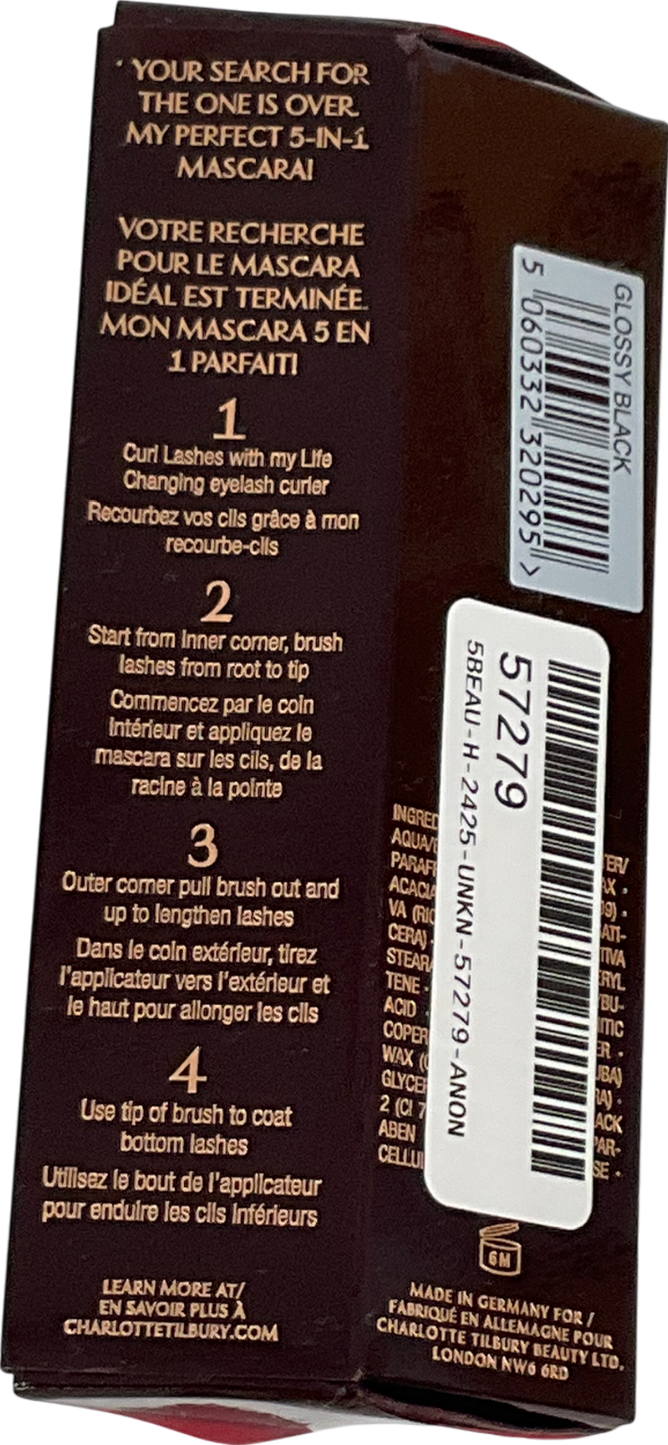 YOUR SEARCH FOR
THE ONE IS OVER.
MY PERFECT 5-IN-1
MASCARA!
VOTRE RECHERCHE
POUR LE MASCARA
IDÉAL EST TERMINÉE.
MON MASCARA 5 EN
1 PARFAIT!
1
Curl Lashes with my Life
Changing eyelash curler
Recourbez vos cils grâce à mon
recourbe-cils
2
Start from inner corner, brush
lashes from root to tip
Commencez par le coin
intérieur et appliquez le
mascara sur les cils, de la
racine à la pointe
3
Outer corner pull brush out and
up to lengthen lashes
Dans le coin extérieur, tirez
l'applicateur vers l'extérieur et
le haut pour allonger les cils
4
Use tip of brush to coat
bottom lashes
Utilisez le bout de l'applicateur
pour enduire les cils inférieurs
LEARN MORE AT/
EN SAVOIR PLUS À
CHARLOTTETILBURY.COM
GLOSSY BLACK
5 060332 320295 >
57279
5BEAU-H-2425-UNKN-57279-ANON
ACID
WAX
2 (CI 7
6M
MADE IN GERMANY FOR /
FABRIQUÉ EN ALLEMAGNE POUR
CHARLOTTE TILBURY BEAUTY LTD,
LONDON NW6 6RD